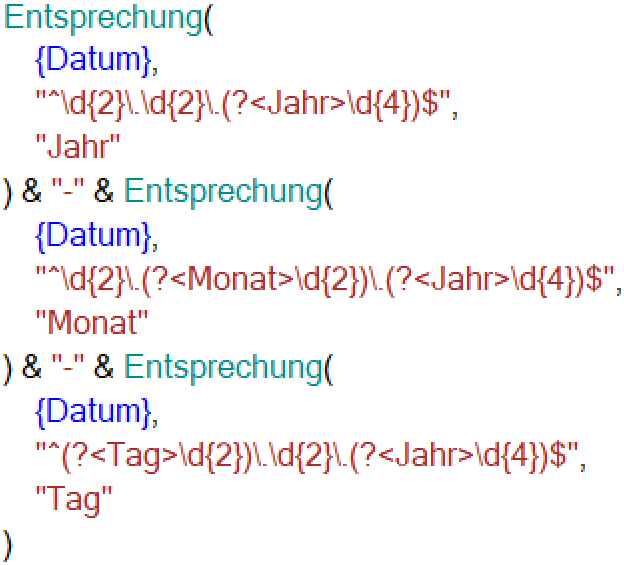 Entsprechung(
{Datum},
"^\d{2}\.\d{2}\.(?<Jahr>\d{4})$",
"Jahr"
) & "-" & Entsprechung(
{Datum},
"^\d{2}\.(?<Monat>\d{2})\.(?<Jahr>\d{4})$",
"Monat"
) & "-" & Entsprechung(
{Datum},
"^(?<Tag>\d{2})\.\d{2}\.(?<Jahr>\d{4})$",
"Tag"
)